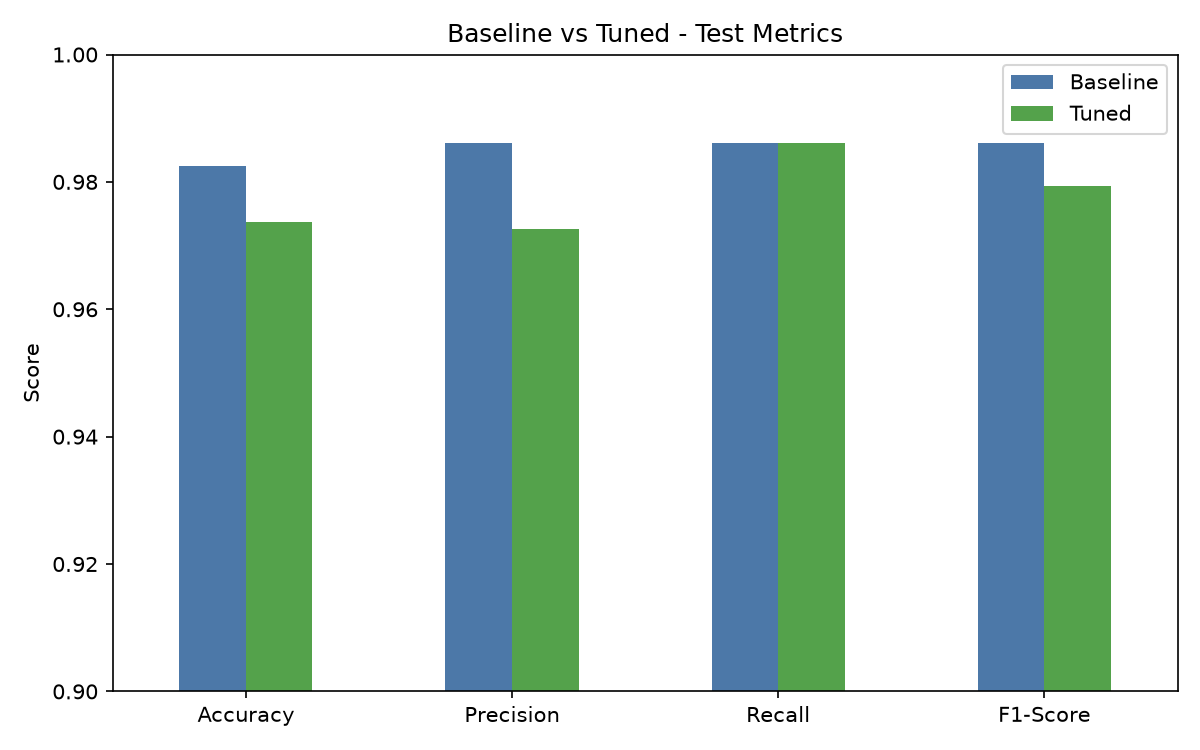 Baseline vs Tuned - Test Metrics
1.00
0.98
0.96
0.94
0.92
0.90
Score
Baseline
Tuned
Accuracy Precision Recall F1-Score